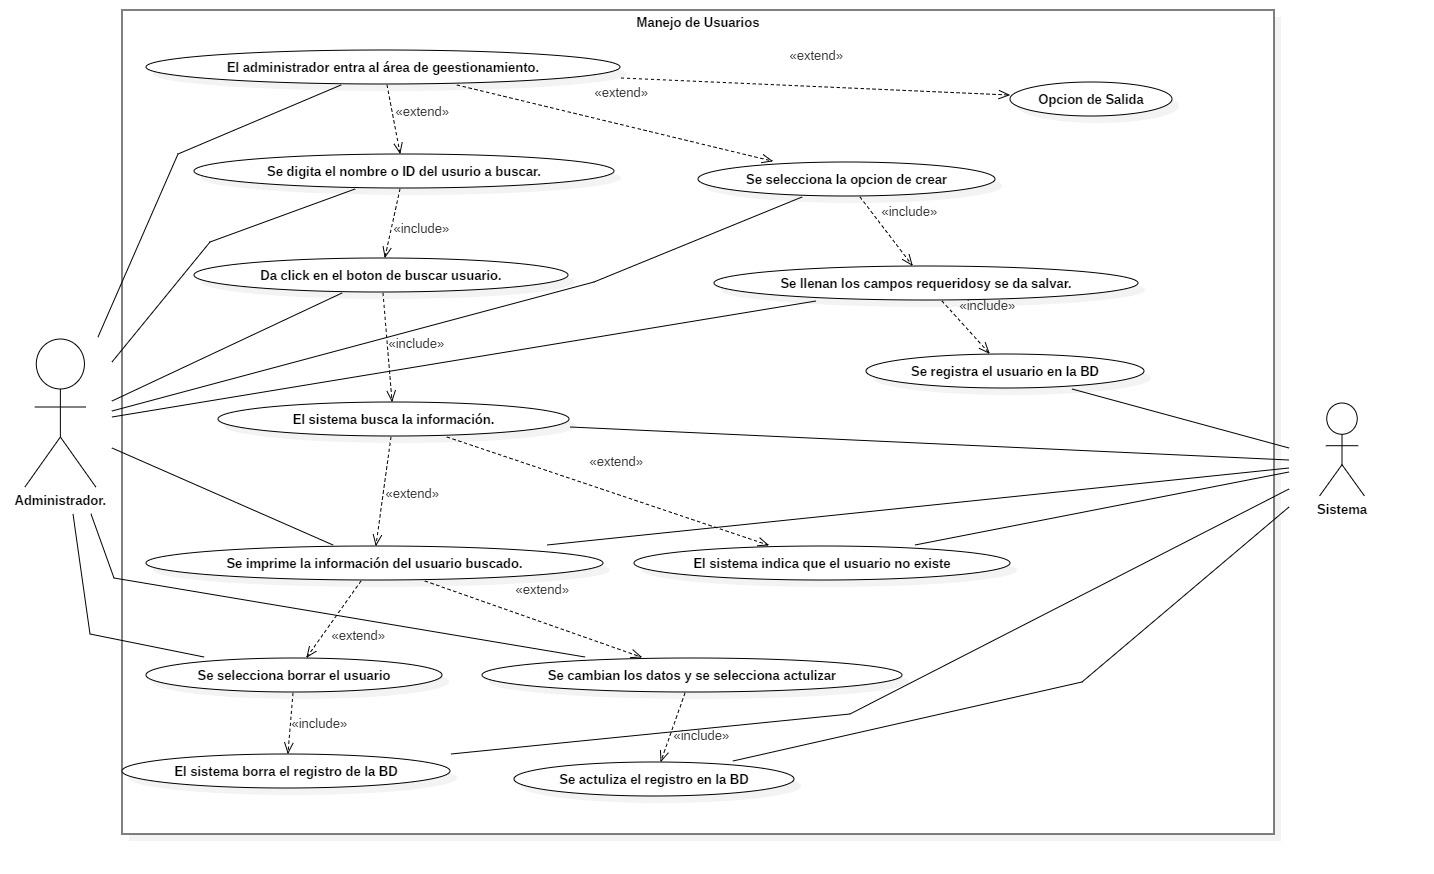 Manejo de Usuarios
«extend»
El administrador entra al área de geestionamiento.
«extend»
Opcion de Salida
«extend»
Se digita el nombre o ID del usurio a buscar.
Se selecciona la opcion de crear
«include»
«include»
Da click en el boton de buscar usuario.
Se llenan los campos requeridosy se da salvar.
«include»
«include»
Se registra el usuario en la BD
El sistema busca la información.
«extend»
«extend»
Administrador.
Sistema
Se imprime la información del usuario buscado.
El sistema indica que el usuario no existe
«extend»
«extend»
Se selecciona borrar el usuario
Se cambian los datos y se selecciona actulizar
«include»
«include»
El sistema borra el registro de la BD
Se actuliza el registro en la BD